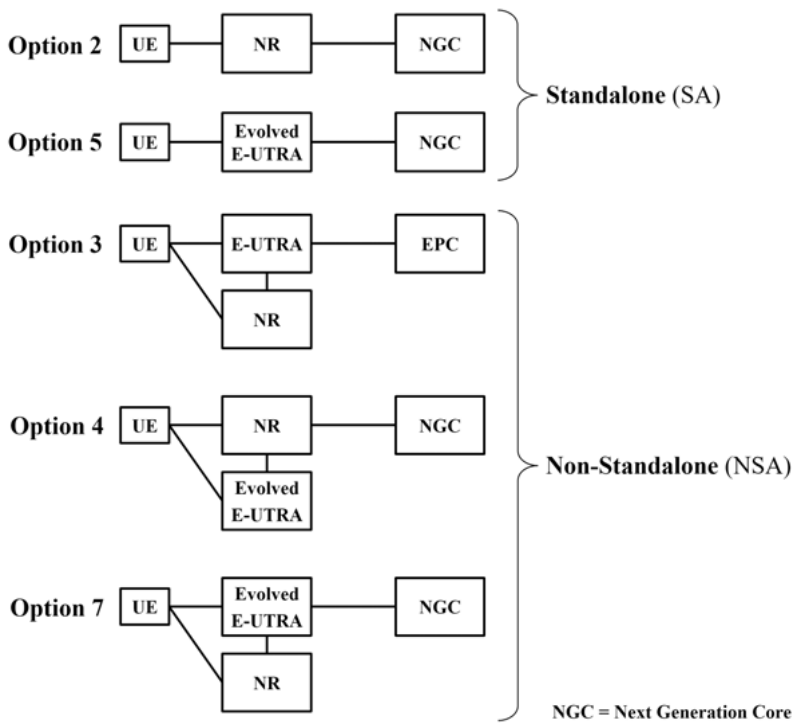 Option 2
UE
NR
NGC
Standalone (SA)
Option 5
UE
Evolved
E-UTRA
NGC
Option 3
UE
E-UTRA
EPC
NR
Option 4
UE
NR
NGC
Evolved
E-UTRA
Non-Standalone (NSA)
Option 7
UE
Evolved
E-UTRA
NGC
NR
NGC = Next Generation Core